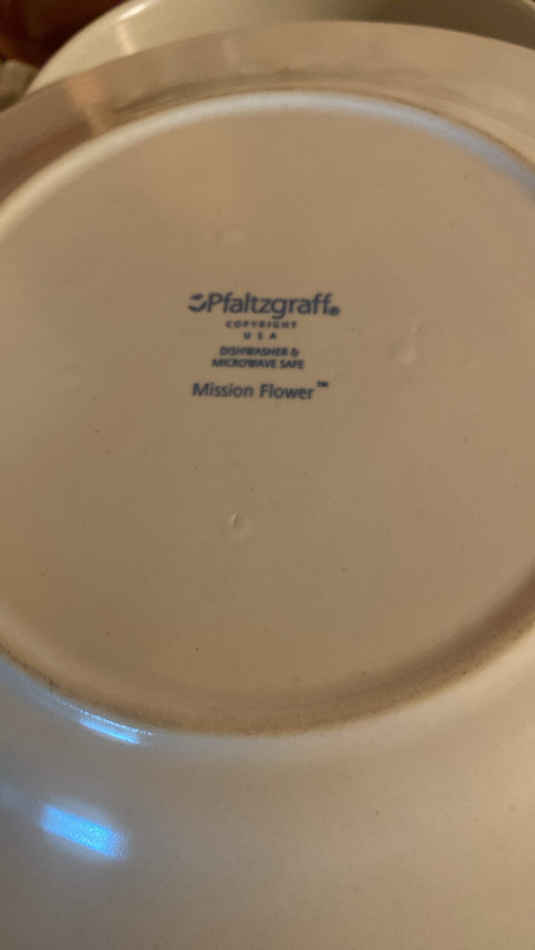 Pfaltzgraff®
COPYRIGHT
USA
DISHWASHER &
MICROWAVE SAFE
Mission Flower™